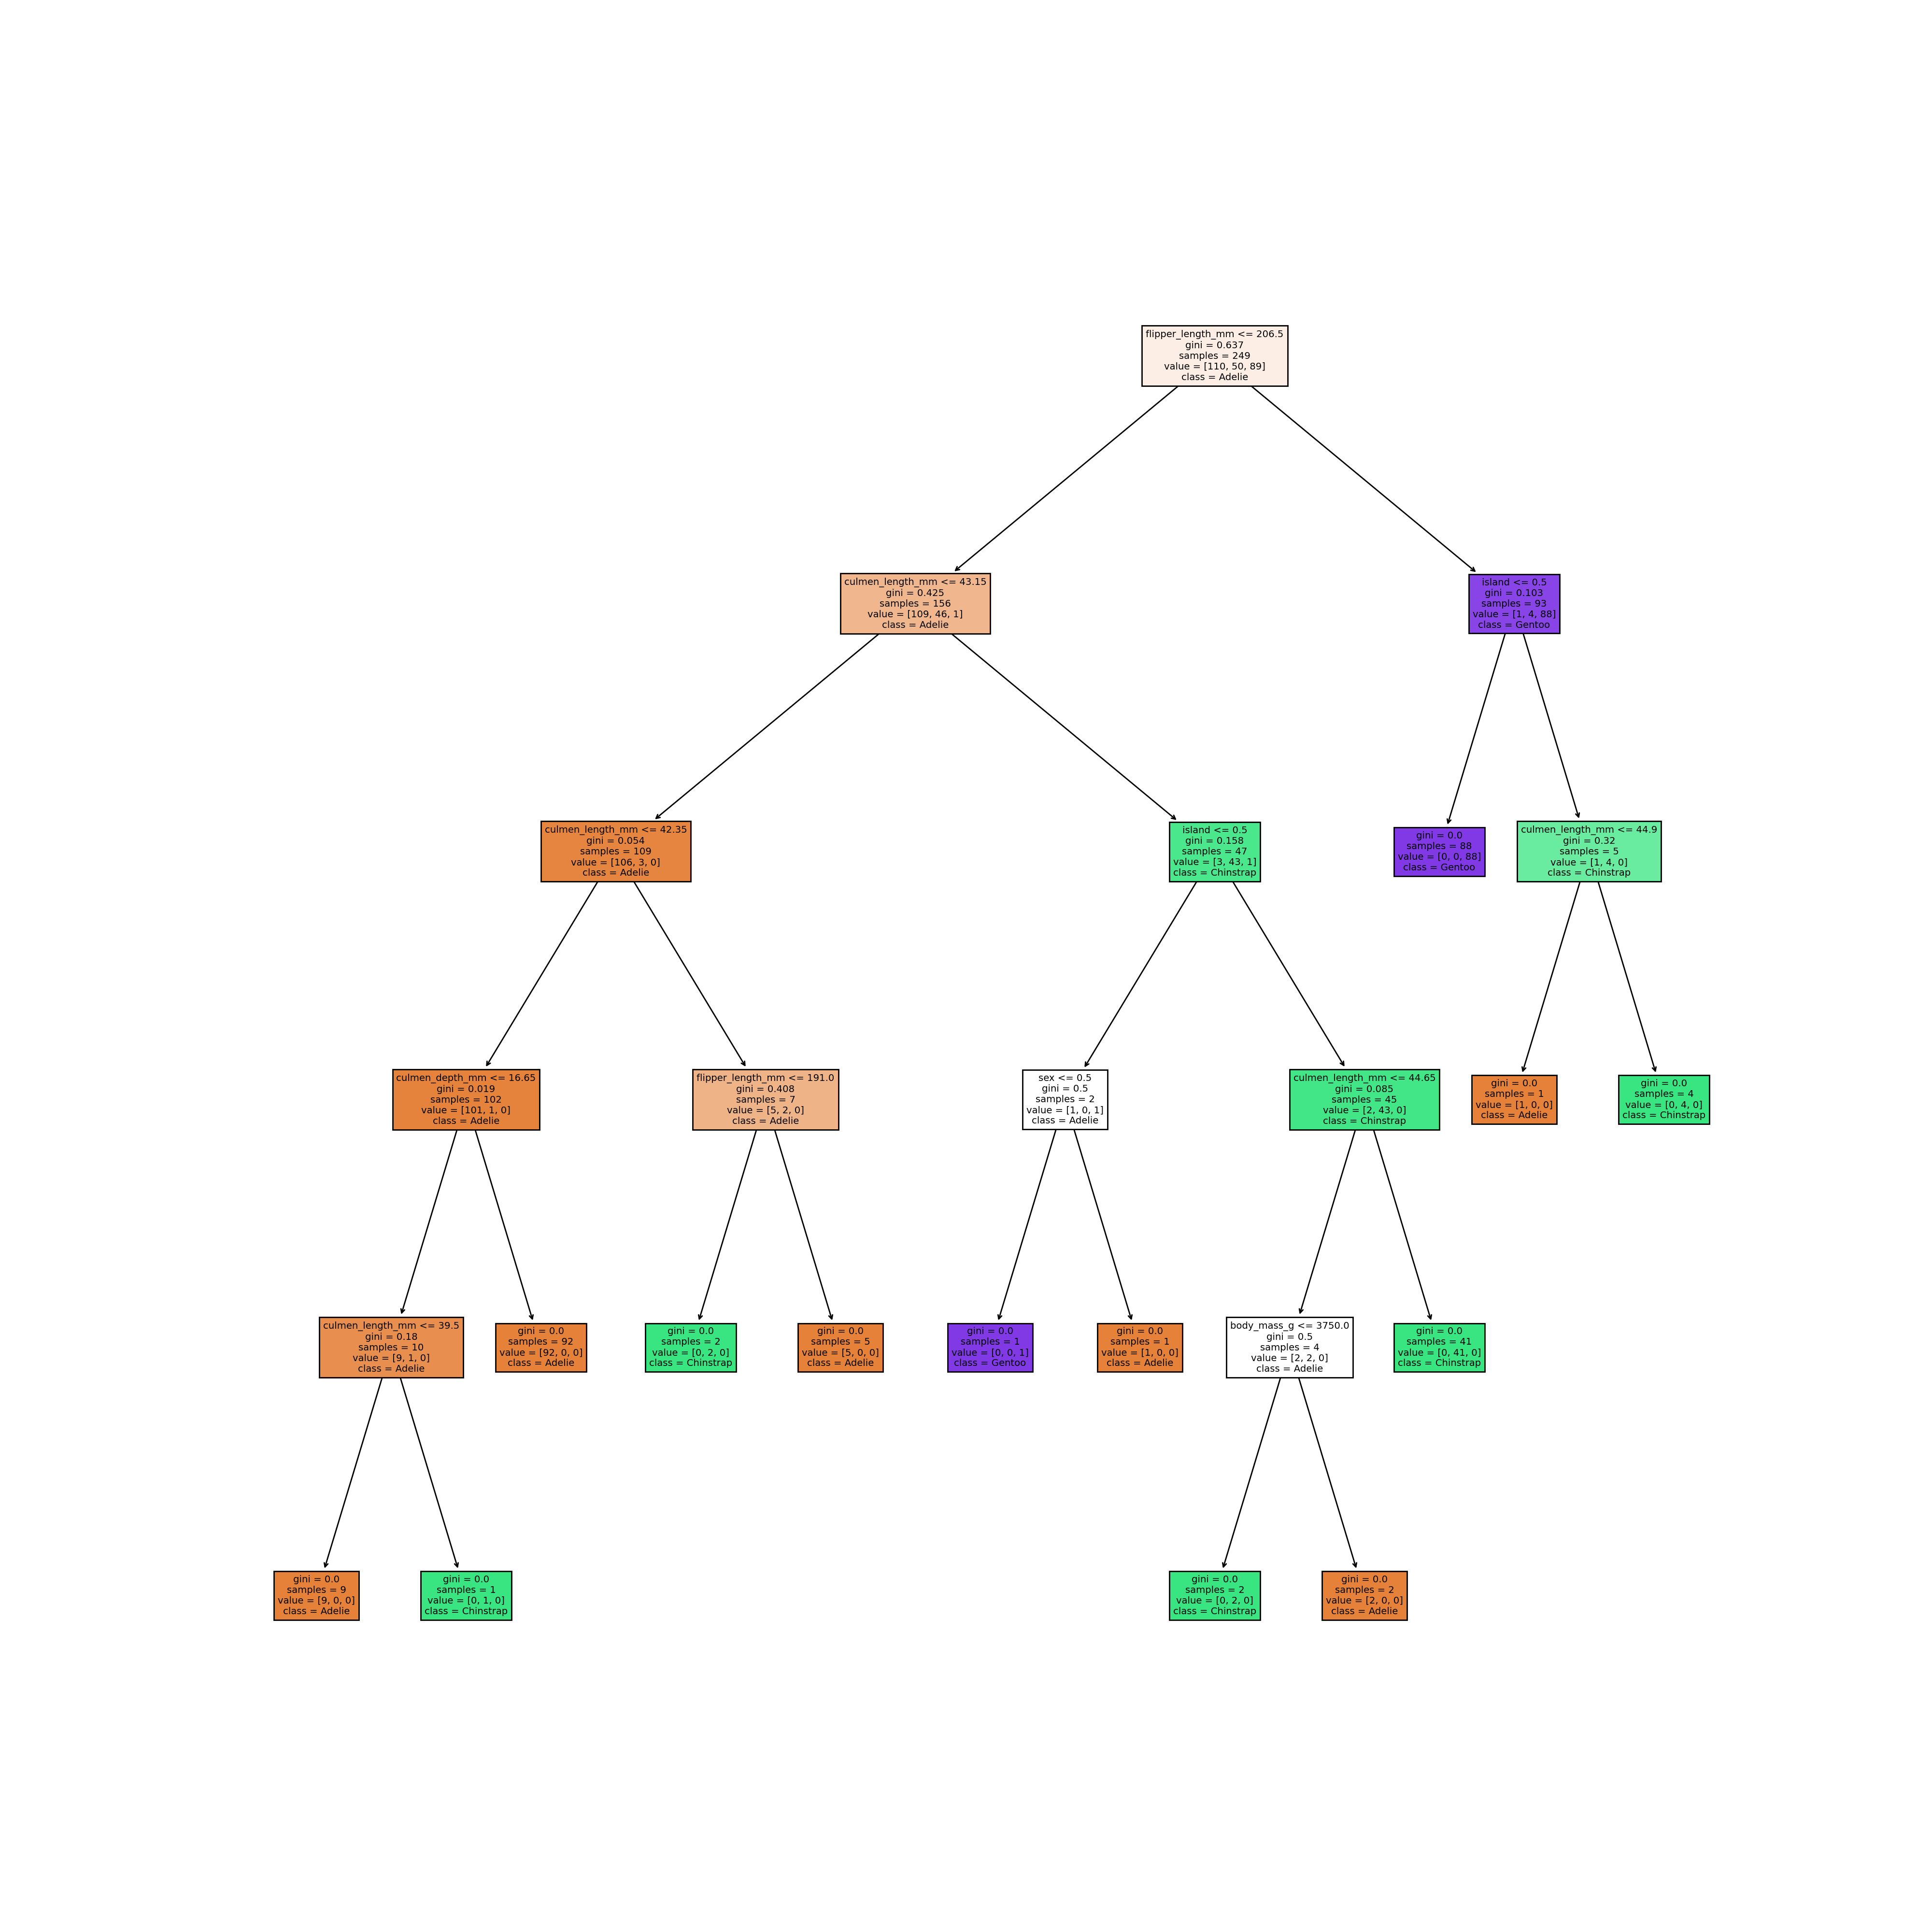 flipper_length_mm <= 206.5
gini = 0.637
samples = 249
value = [110, 50, 89]
class = Adelie
culmen_length_mm <= 43.15
gini = 0.425
samples = 156
value = [109, 46, 1]
class = Adelie
island <= 0.5
gini = 0.103
samples = 93
value = [1, 4, 88]
class = Gentoo
culmen_length_mm <= 42.35
gini = 0.054
samples = 109
value = [106, 3, 0]
class = Adelie
island <= 0.5
gini = 0.158
samples = 47
value = [3, 43, 1]
class = Chinstrap
gini = 0.0
samples = 88
value = [0, 0, 88]
class = Gentoo
culmen_length_mm <= 44.9
gini = 0.32
samples = 5
value = [1, 4, 0]
class = Chinstrap
culmen_depth_mm <= 16.65
gini = 0.019
samples = 102
value = [101, 1, 0]
class = Adelie
flipper_length_mm <= 191.0
gini = 0.408
samples = 7
value = [5, 2, 0]
class = Adelie
sex <= 0.5
gini = 0.5
samples = 2
value = [1, 0, 1]
class = Adelie
culmen_length_mm <= 44.65
gini = 0.085
samples = 45
value = [2, 43, 0]
class = Chinstrap
gini = 0.0
samples = 1
value = [1, 0, 0]
class = Adelie
gini = 0.0
samples = 4
value = [0, 4, 0]
class = Chinstrap
culmen_length_mm <= 39.5
gini = 0.18
samples = 10
value = [9, 1, 0]
class = Adelie
gini = 0.0
samples = 92
value = [92, 0, 0]
class = Adelie
gini = 0.0
samples = 2
value = [0, 2, 0]
class = Chinstrap
gini = 0.0
samples = 5
value = [5, 0, 0]
class = Adelie
gini = 0.0
samples = 1
value = [0, 0, 1]
class = Gentoo
gini = 0.0
samples = 1
value = [1, 0, 0]
class = Adelie
body_mass_g <= 3750.0
gini = 0.5
samples = 4
value = [2, 2, 0]
class = Adelie
gini = 0.0
samples = 41
value = [0, 41, 0]
class = Chinstrap
gini = 0.0
samples = 9
value = [9, 0, 0]
class = Adelie
gini = 0.0
samples = 1
value = [0, 1, 0]
class = Chinstrap
gini = 0.0
samples = 2
value = [0, 2, 0]
class = Chinstrap
gini = 0.0
samples = 2
value = [2, 0, 0]
class = Adelie